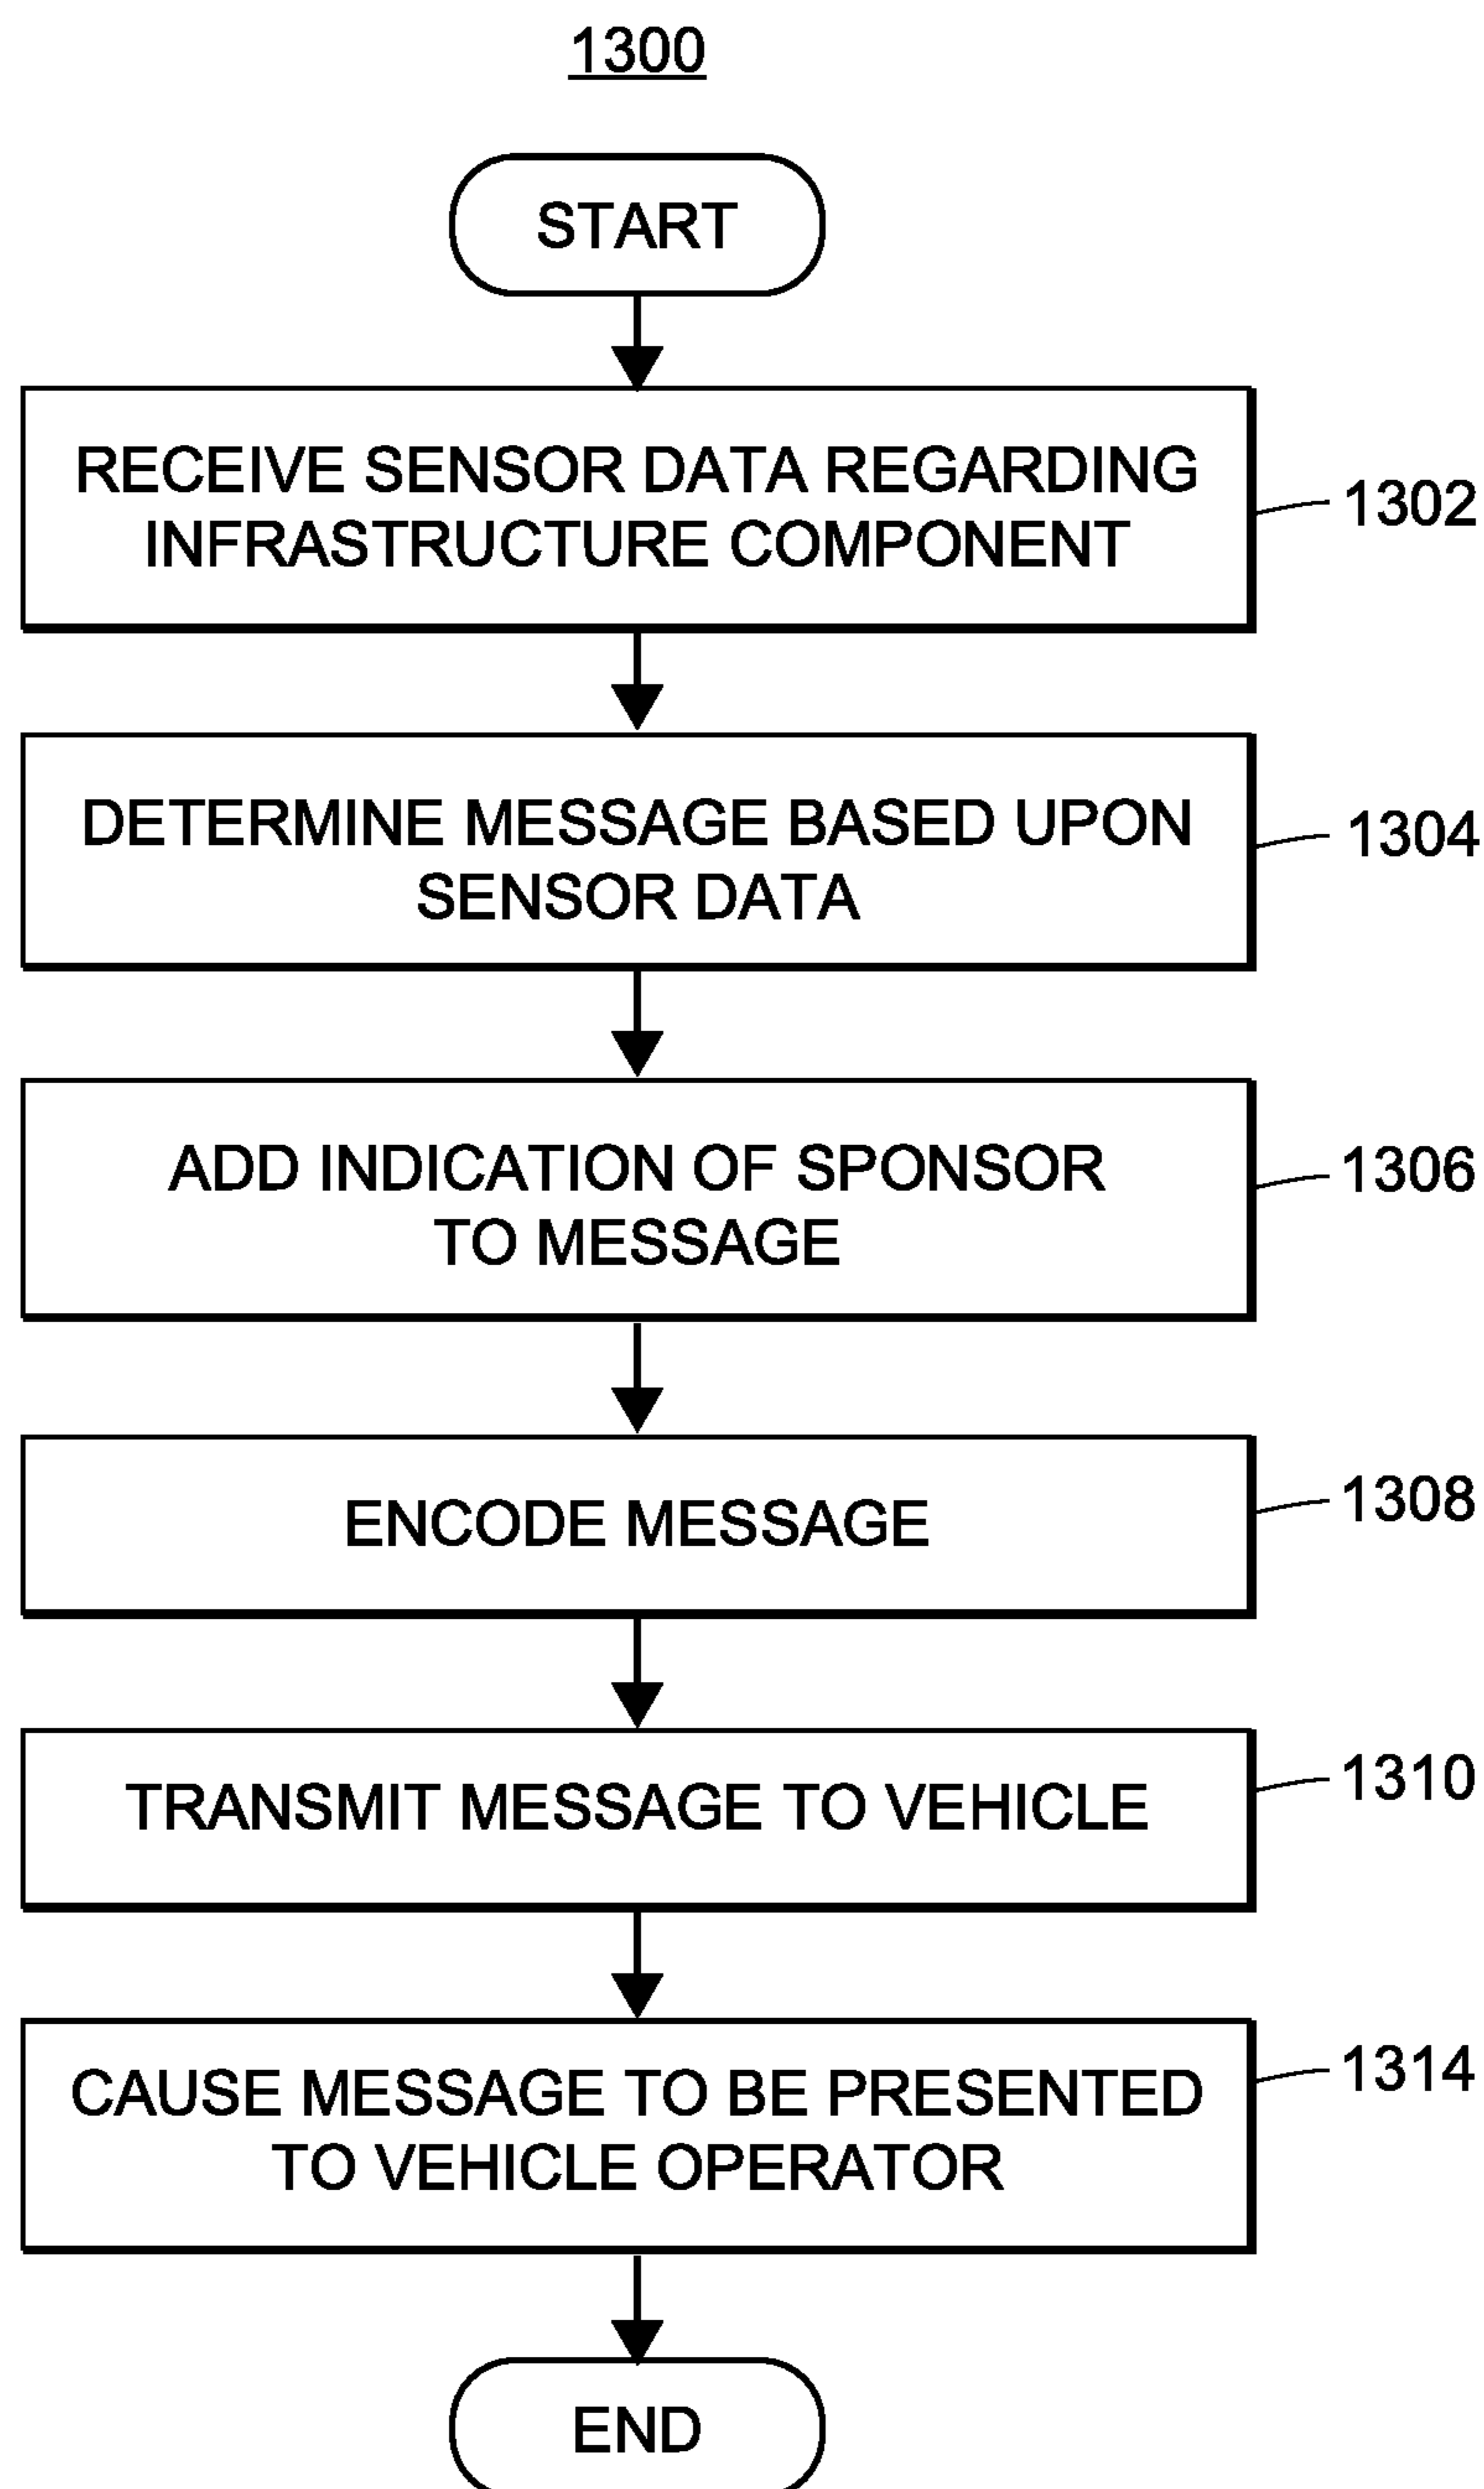 1300
START
RECEIVE SENSOR DATA REGARDING
INFRASTRUCTURE COMPONENT
1302
DETERMINE MESSAGE BASED UPON
SENSOR DATA
1304
ADD INDICATION OF SPONSOR
TO MESSAGE
1306
ENCODE MESSAGE
1308
TRANSMIT MESSAGE TO VEHICLE
1310
CAUSE MESSAGE TO BE PRESENTED
TO VEHICLE OPERATOR
1314
END